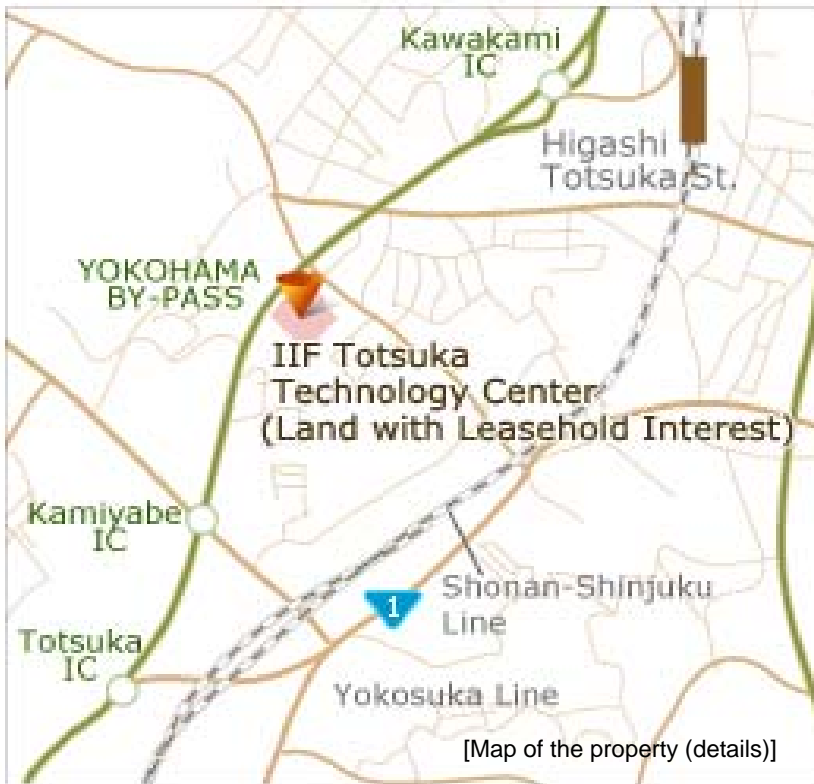 Kawakami
IC
Higashi
Totsuka St.
YOKOHAMA
BY-PASS
IIF Totsuka
Technology Center
(Land with Leasehold Interest)
Kamiyabe
IC
Shonan-Shinjuku
Line
1
Totsuka
IC
Yokosuka Line
[Map of the property (details)]